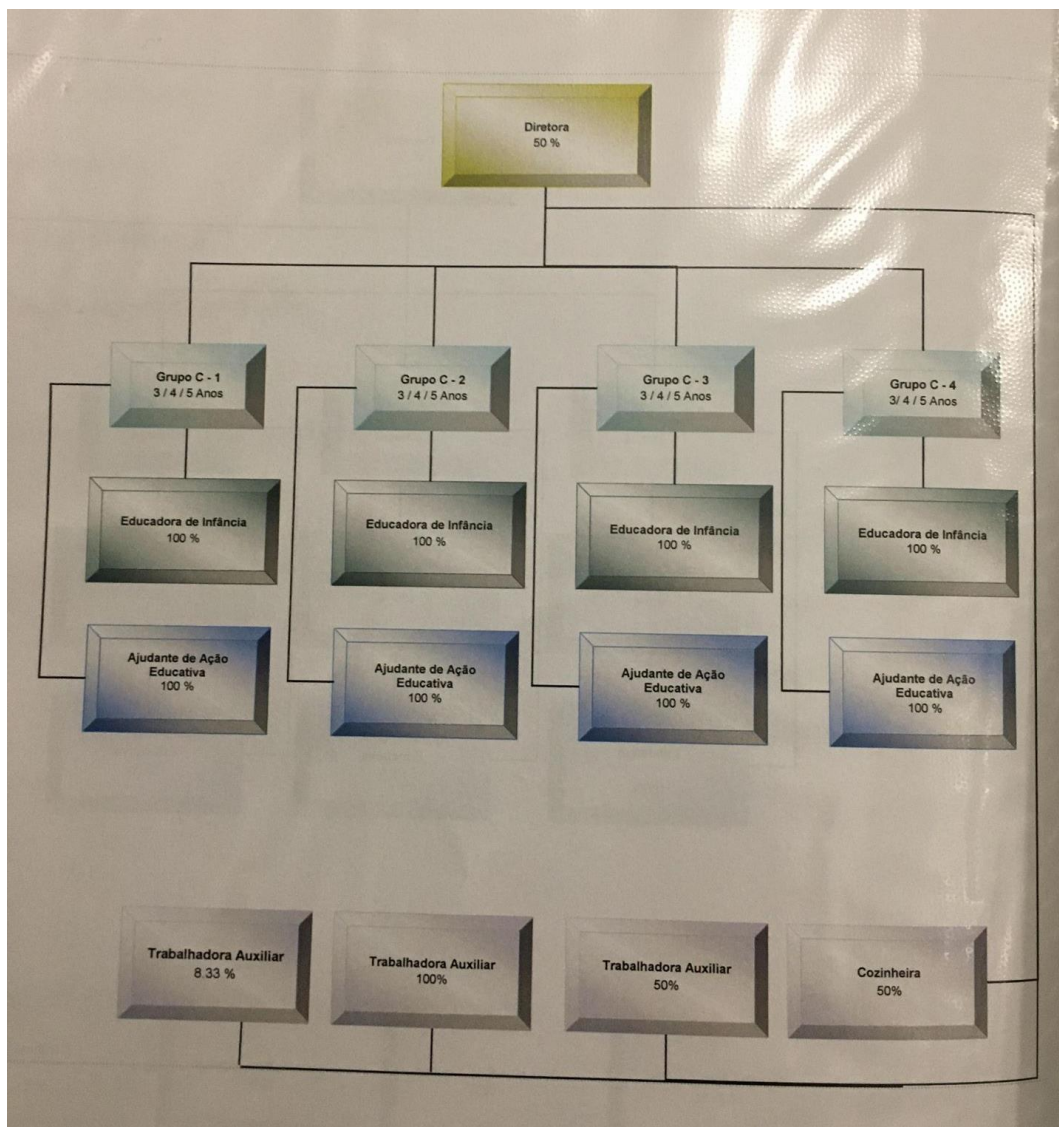 Diretora
50 %
Grupo C - 1
3 / 4 / 5 Anos
Grupo C - 2
3 / 4 / 5 Anos
Grupo C - 3
3 / 4 / 5 Anos
Grupo C - 4
3/ 4 / 5 Anos
Educadora de Infância
100 %
Educadora de Infância
100 %
Educadora de Infância
100 %
Educadora de Infância
100 %
Ajudante de Ação
Educativa
100 %
Ajudante de Ação
Educativa
100 %
Ajudante de Ação
Educativa
100 %
Ajudante de Ação
Educativa
100 %
Trabalhadora Auxiliar
8.33 %
Trabalhadora Auxiliar
100%
Trabalhadora Auxiliar
50%
Cozinheira
50%